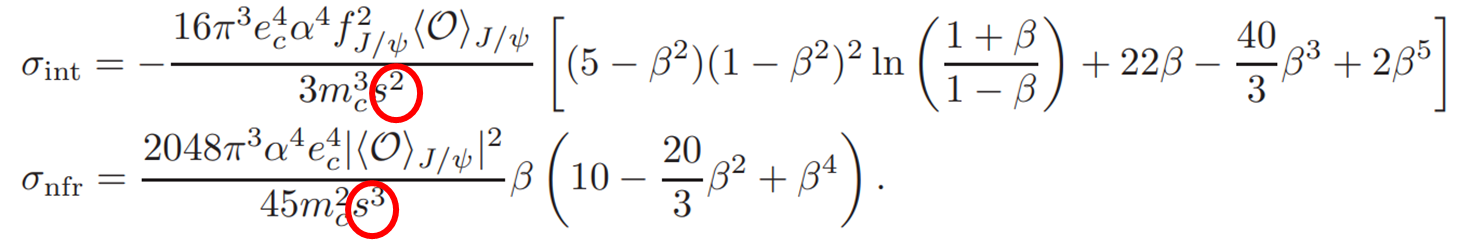 σ_int = − \frac{16π^3 e_c^4 α^4 f_{J/ψ}^2 ⟨𝒪⟩_{J/ψ}}{3m_c^3 s^2} [ (5 − β^2)(1 − β^2)^2 ln( \frac{1 + β}{1 − β} ) + 22β − \frac{40}{3} β^3 + 2β^5 ]
σ_nfr = \frac{2048π^3 α^4 e_c^4 |⟨𝒪⟩_{J/ψ}|^2}{45m_c^2 s^3} β ( 10 − \frac{20}{3} β^2 + β^4 ) .